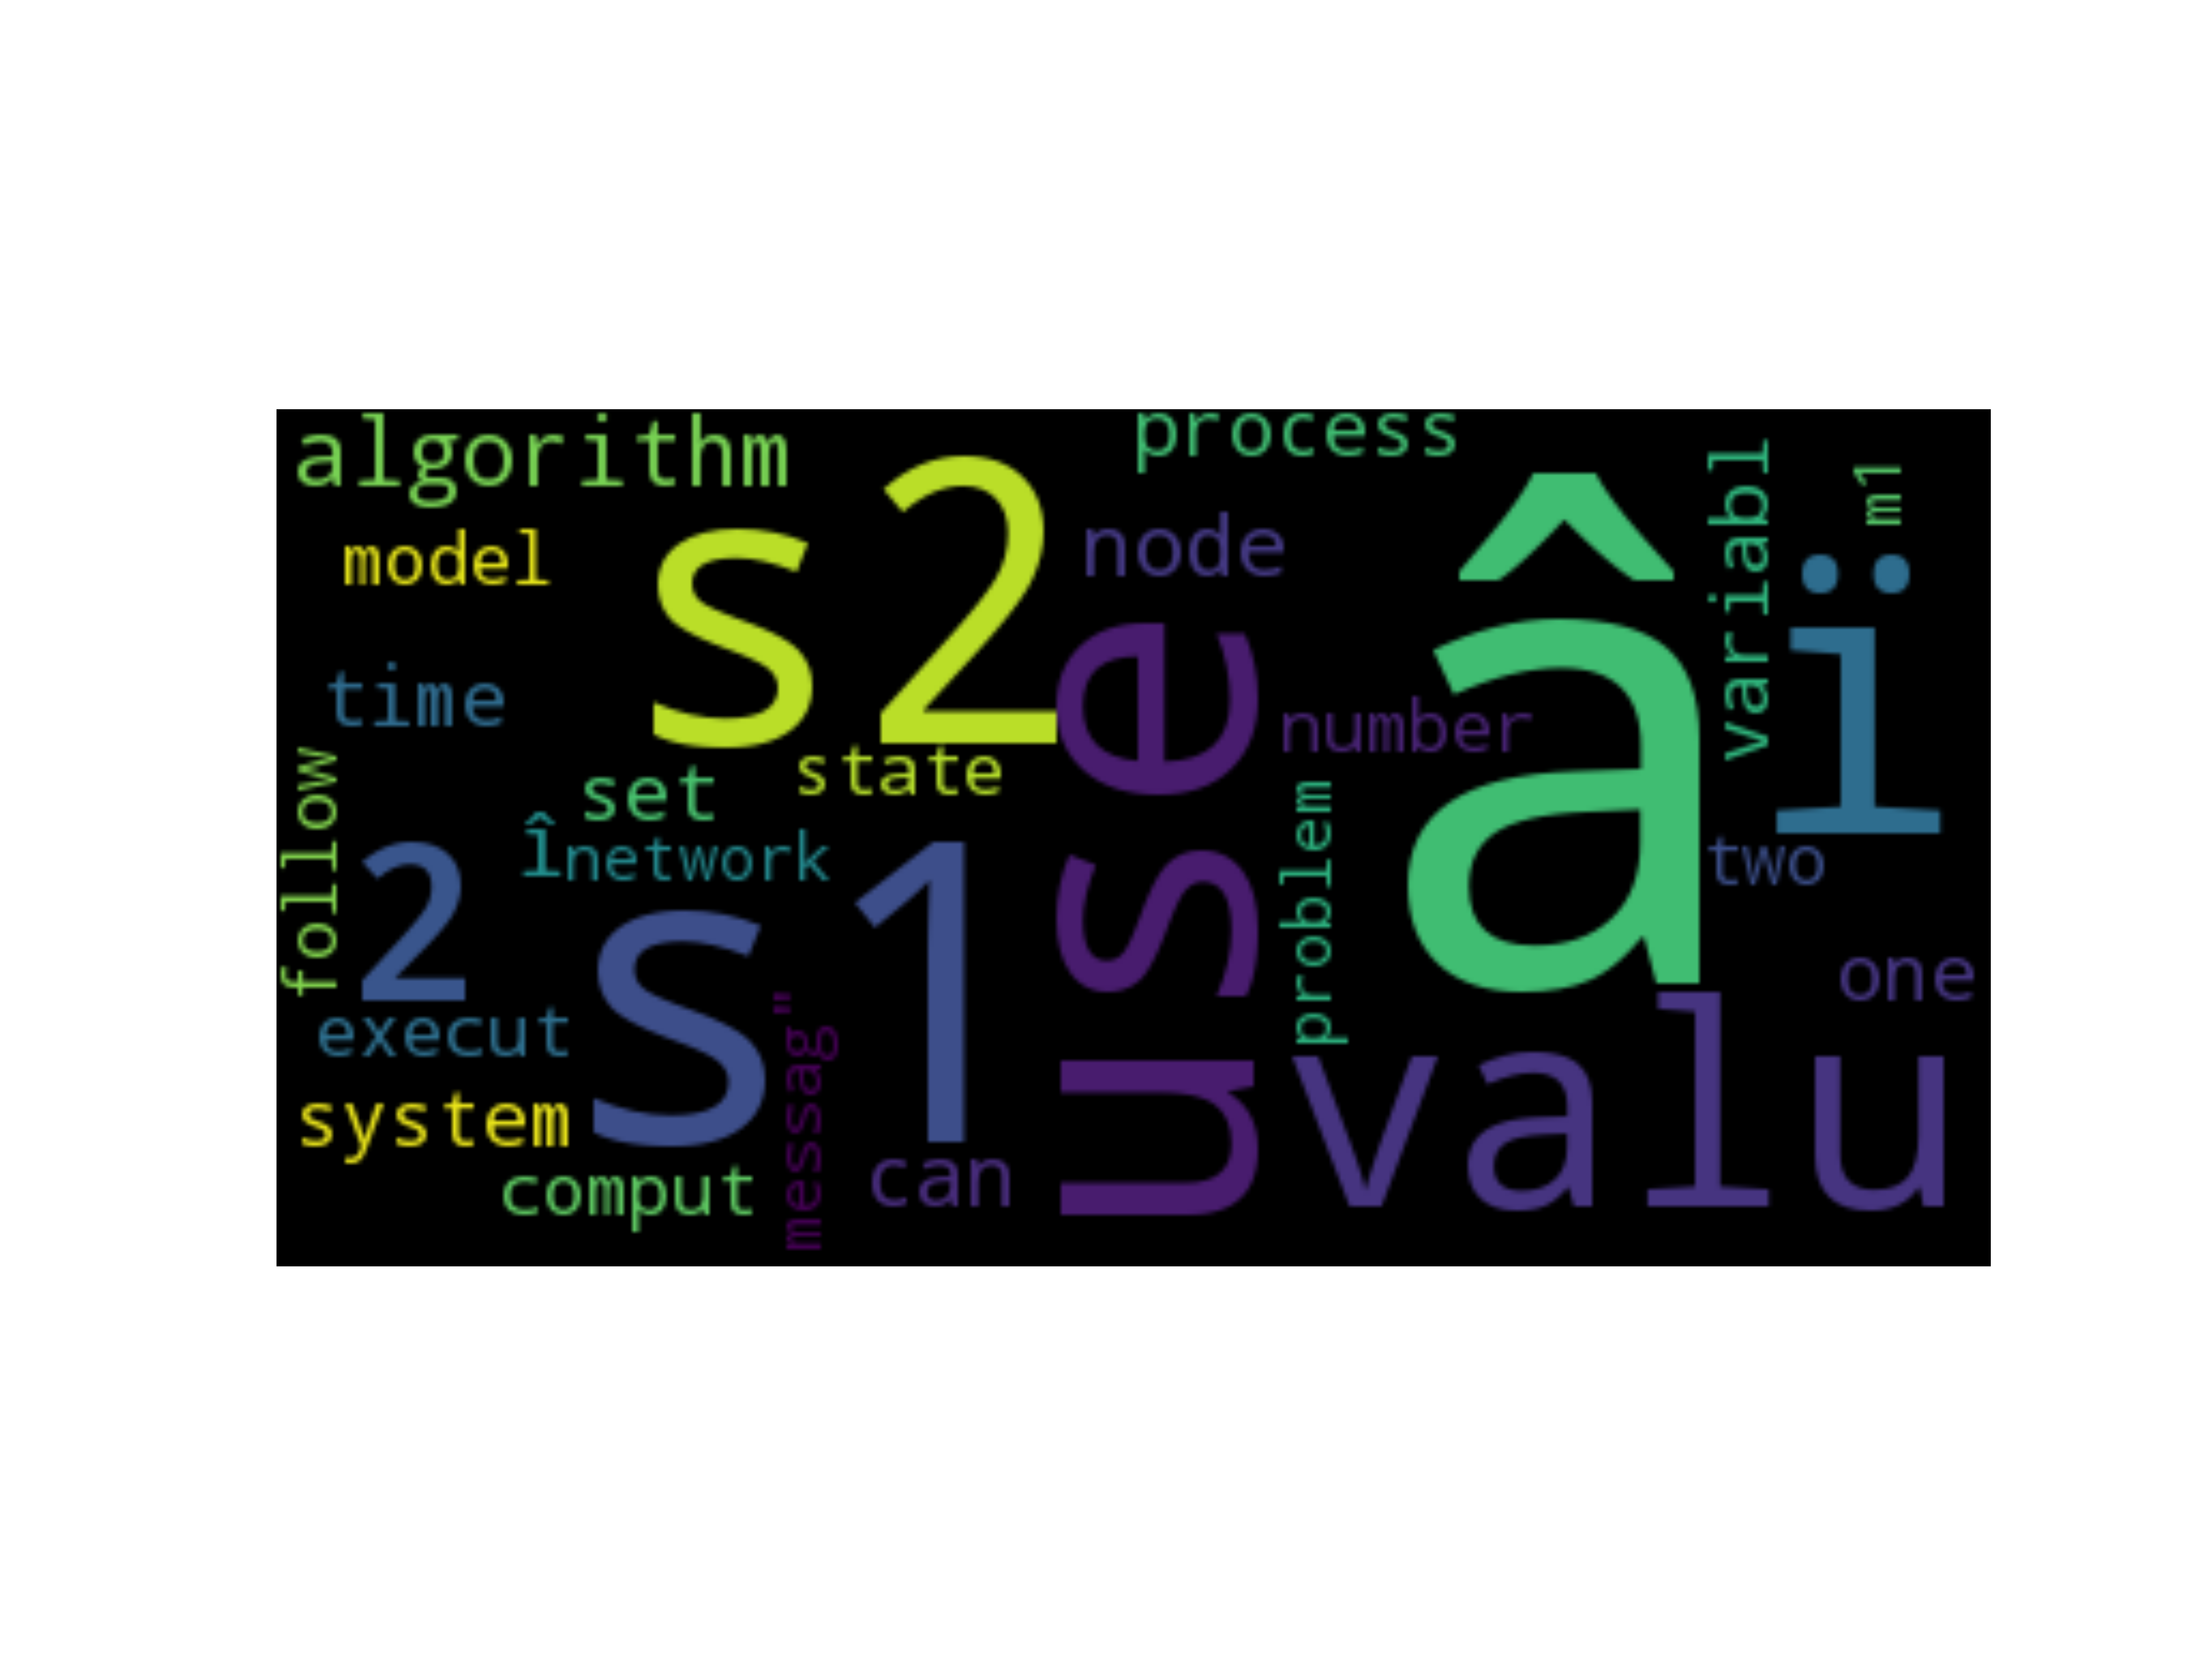 algorithm
process
s2
â
variabl
m1
model
node
ï
time
use
number
state
set
follow
problem
î
network
2
s1
two
one
execut
valu
messag"
system
can
comput